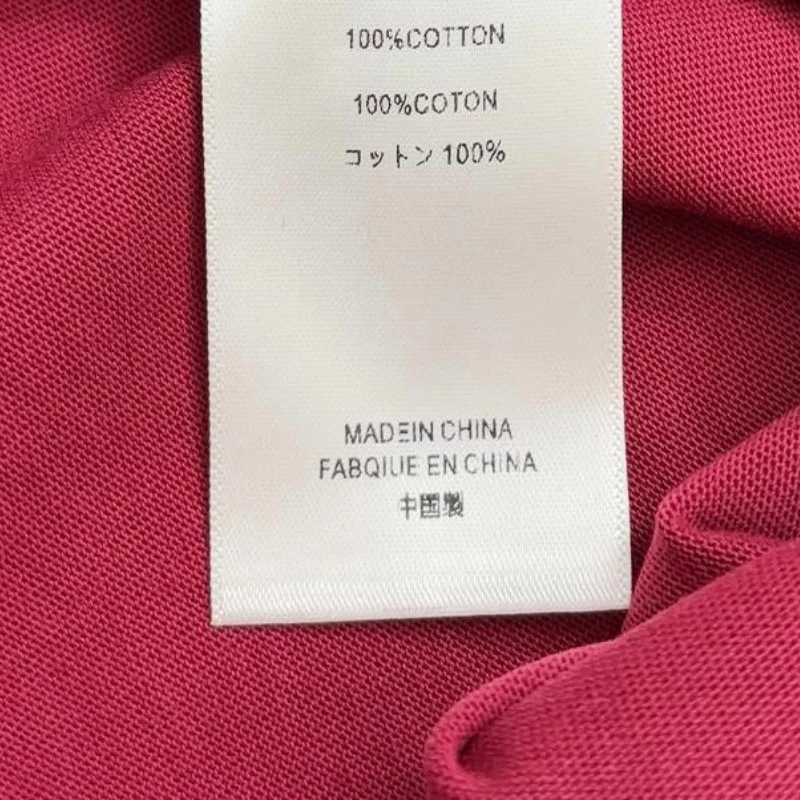 100%COTTON
100%COTON
コットン 100%
MADEIN CHINA
FABQIUE EN CHINA
中国製